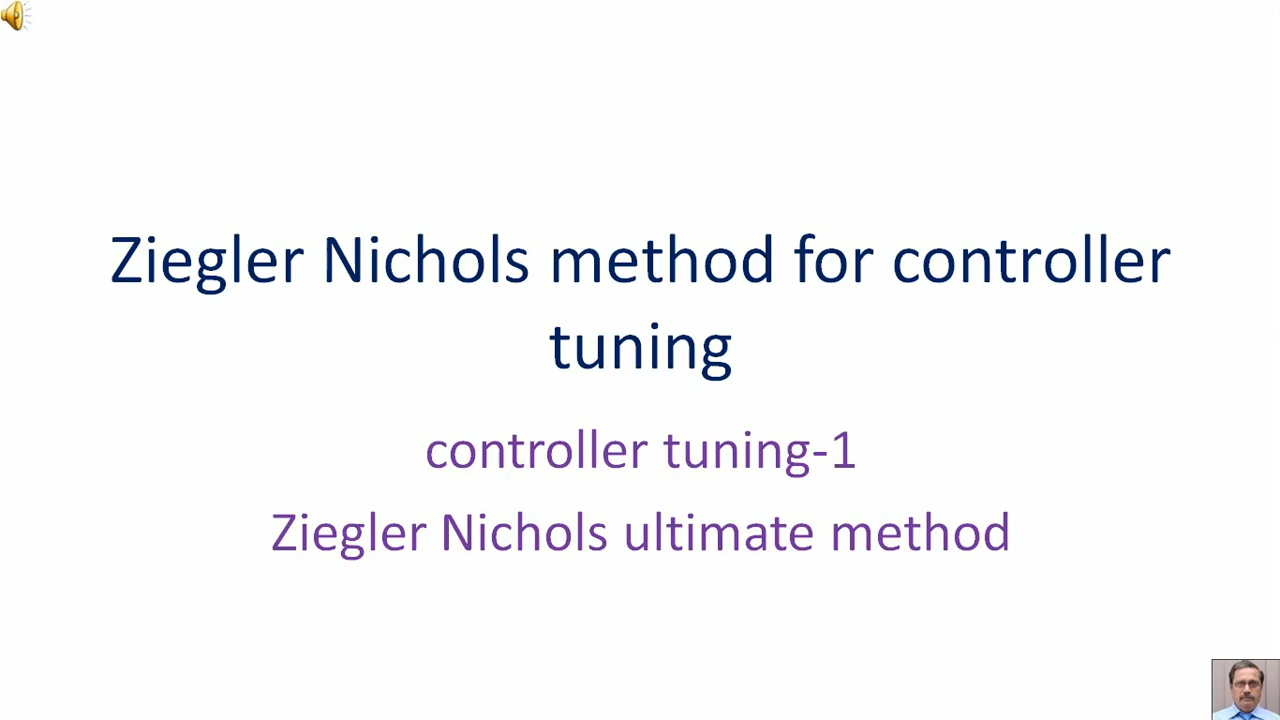 Ziegler Nichols method for controller
tuning
controller tuning-1
Ziegler Nichols ultimate method